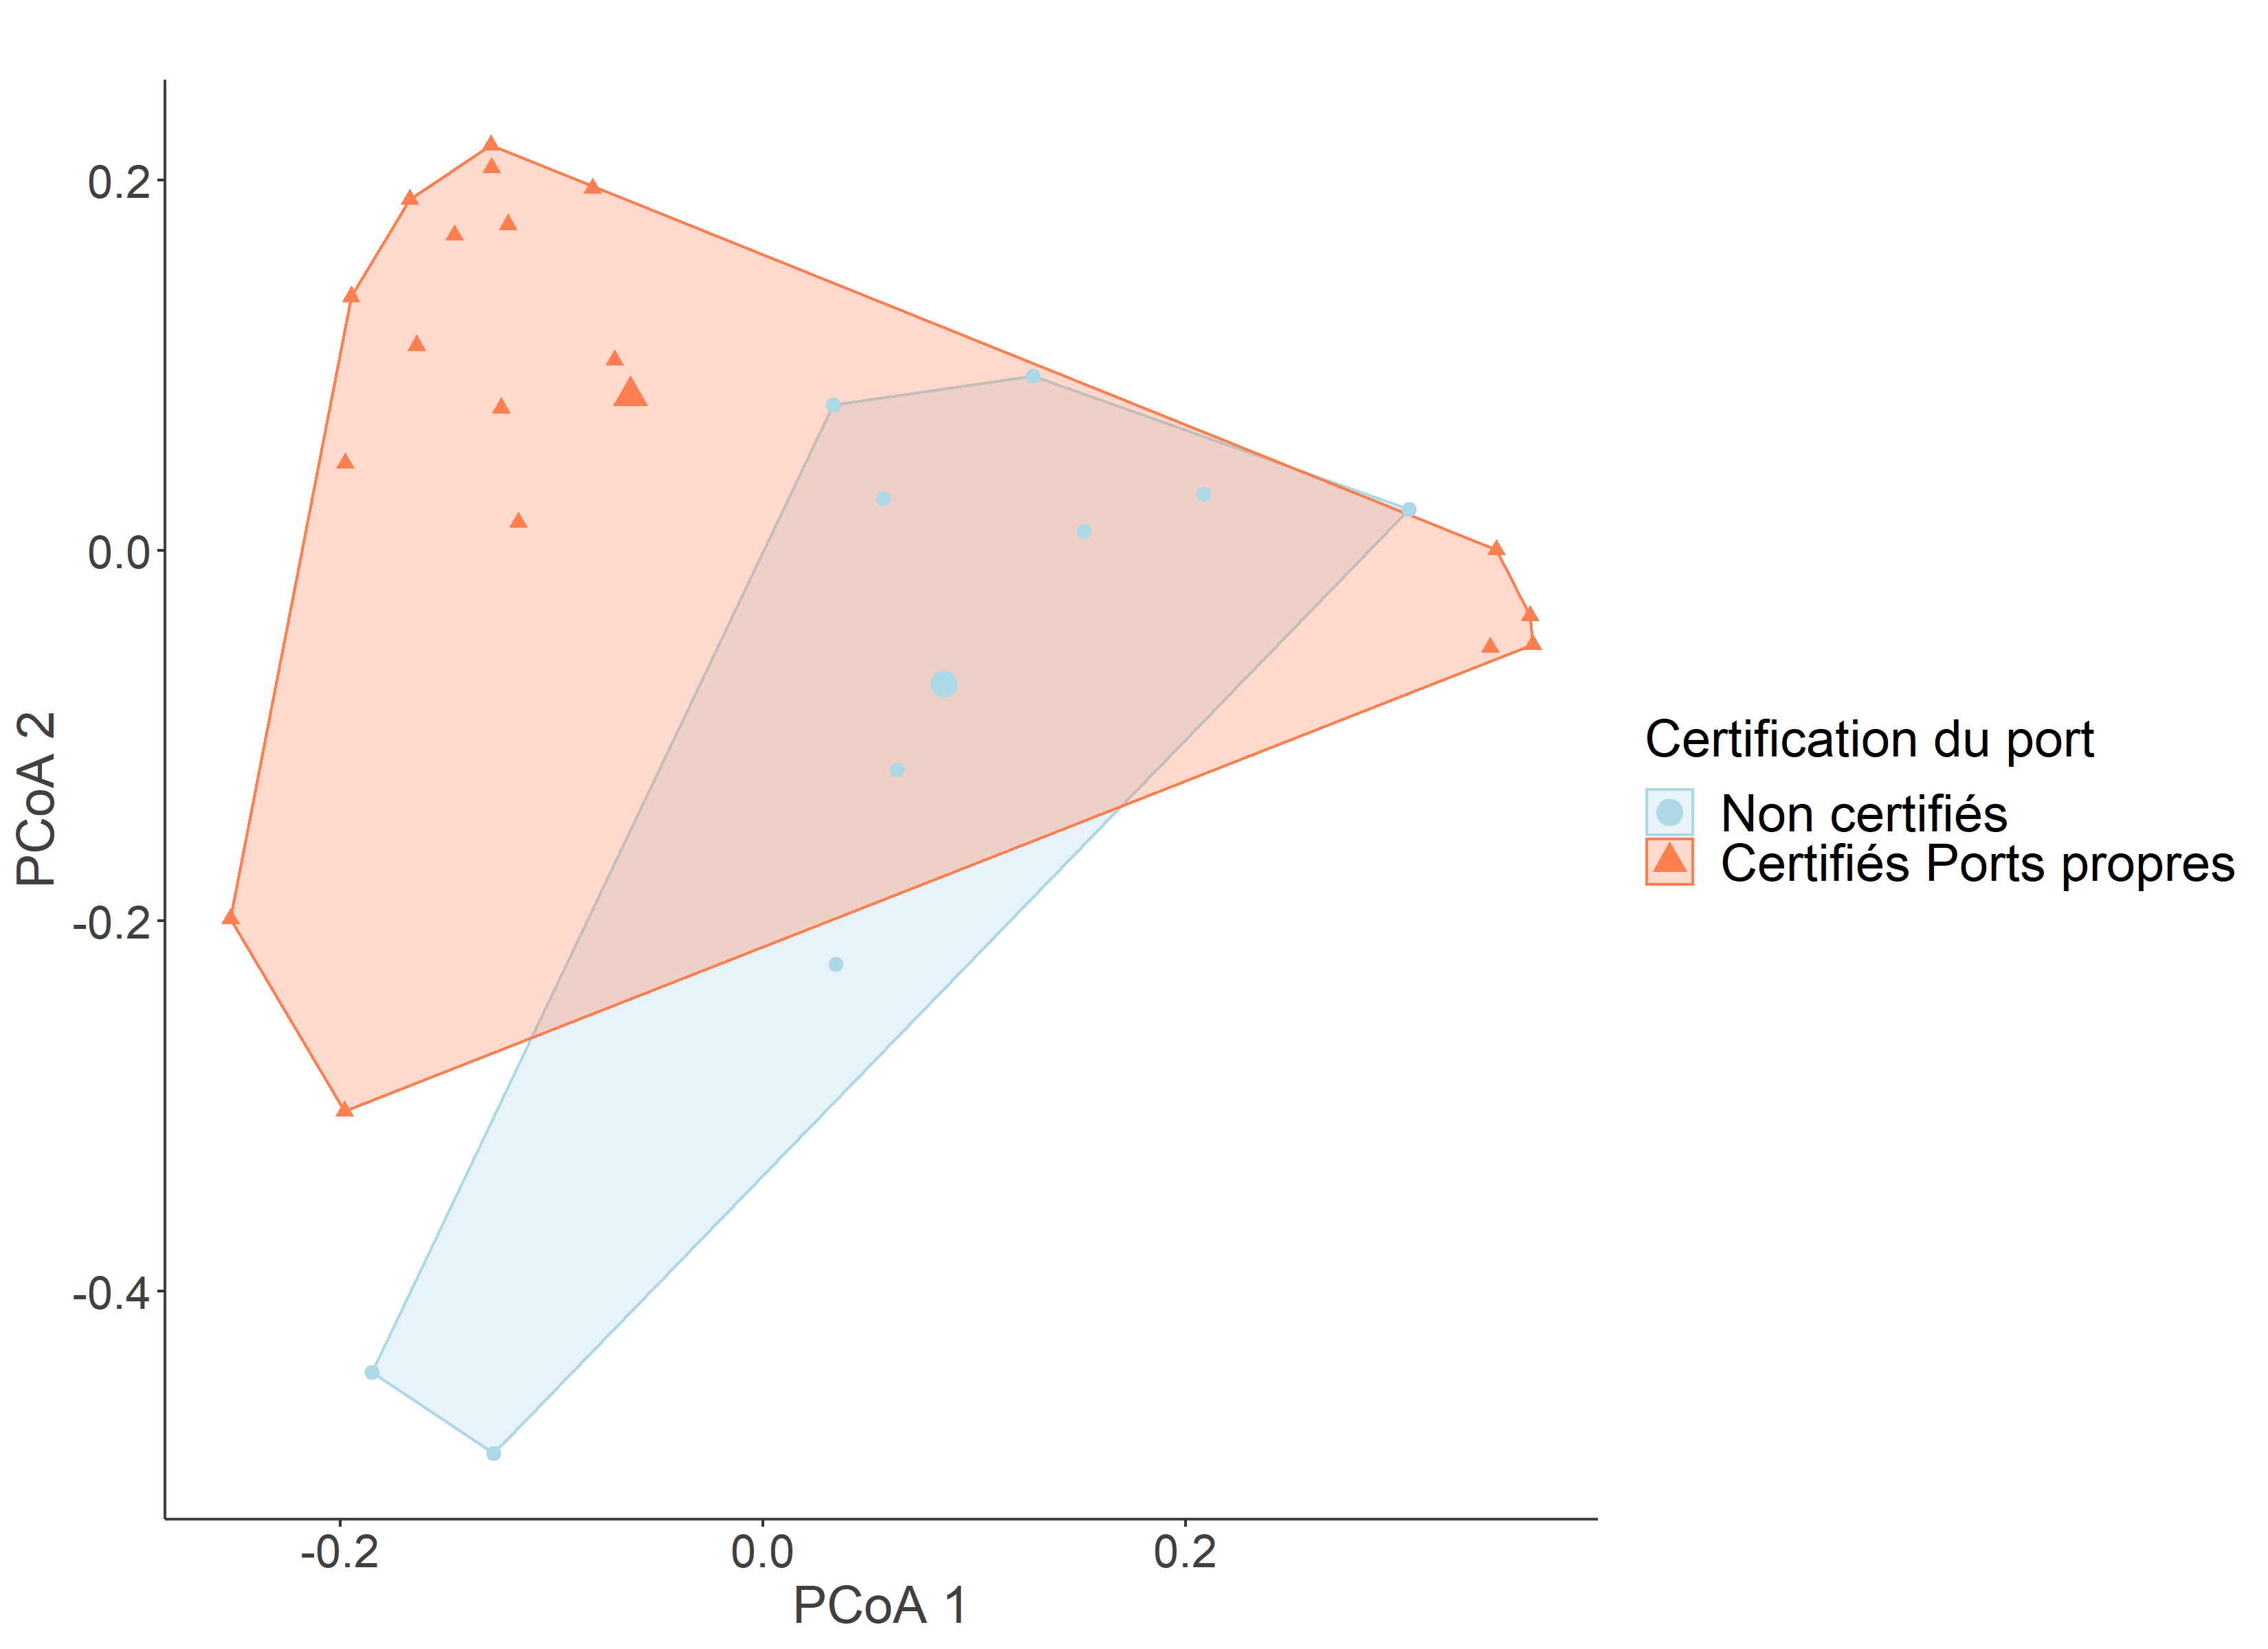 0.2
0.0
-0.2
-0.4
PCoA 2
-0.2
0.0
0.2
PCoA 1
Certification du port
Non certifiés
Certifiés Ports propres